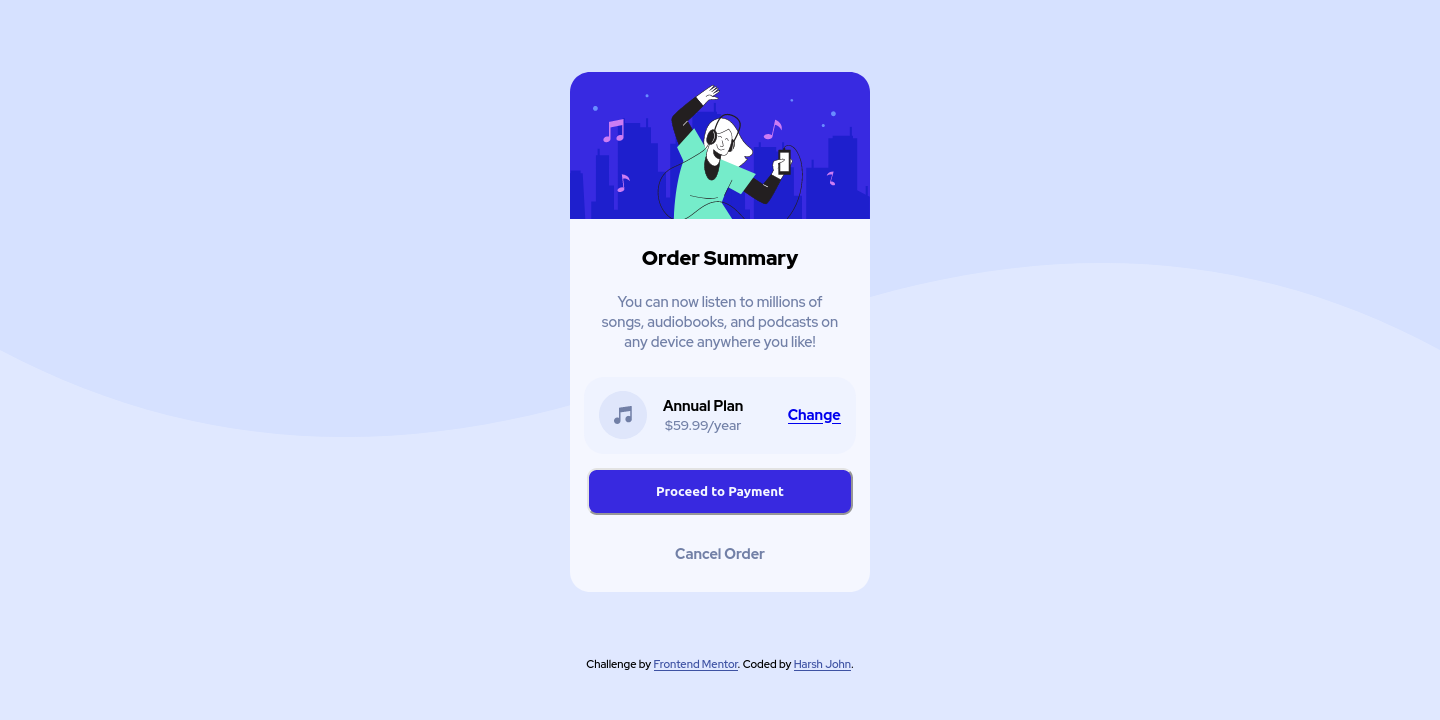 Order Summary
You can now listen to millions of
songs, audiobooks, and podcasts on
any device anywhere you like!
Annual Plan
$59.99/year
Change
Proceed to Payment
Cancel Order
Challenge by Frontend Mentor. Coded by Harsh John.